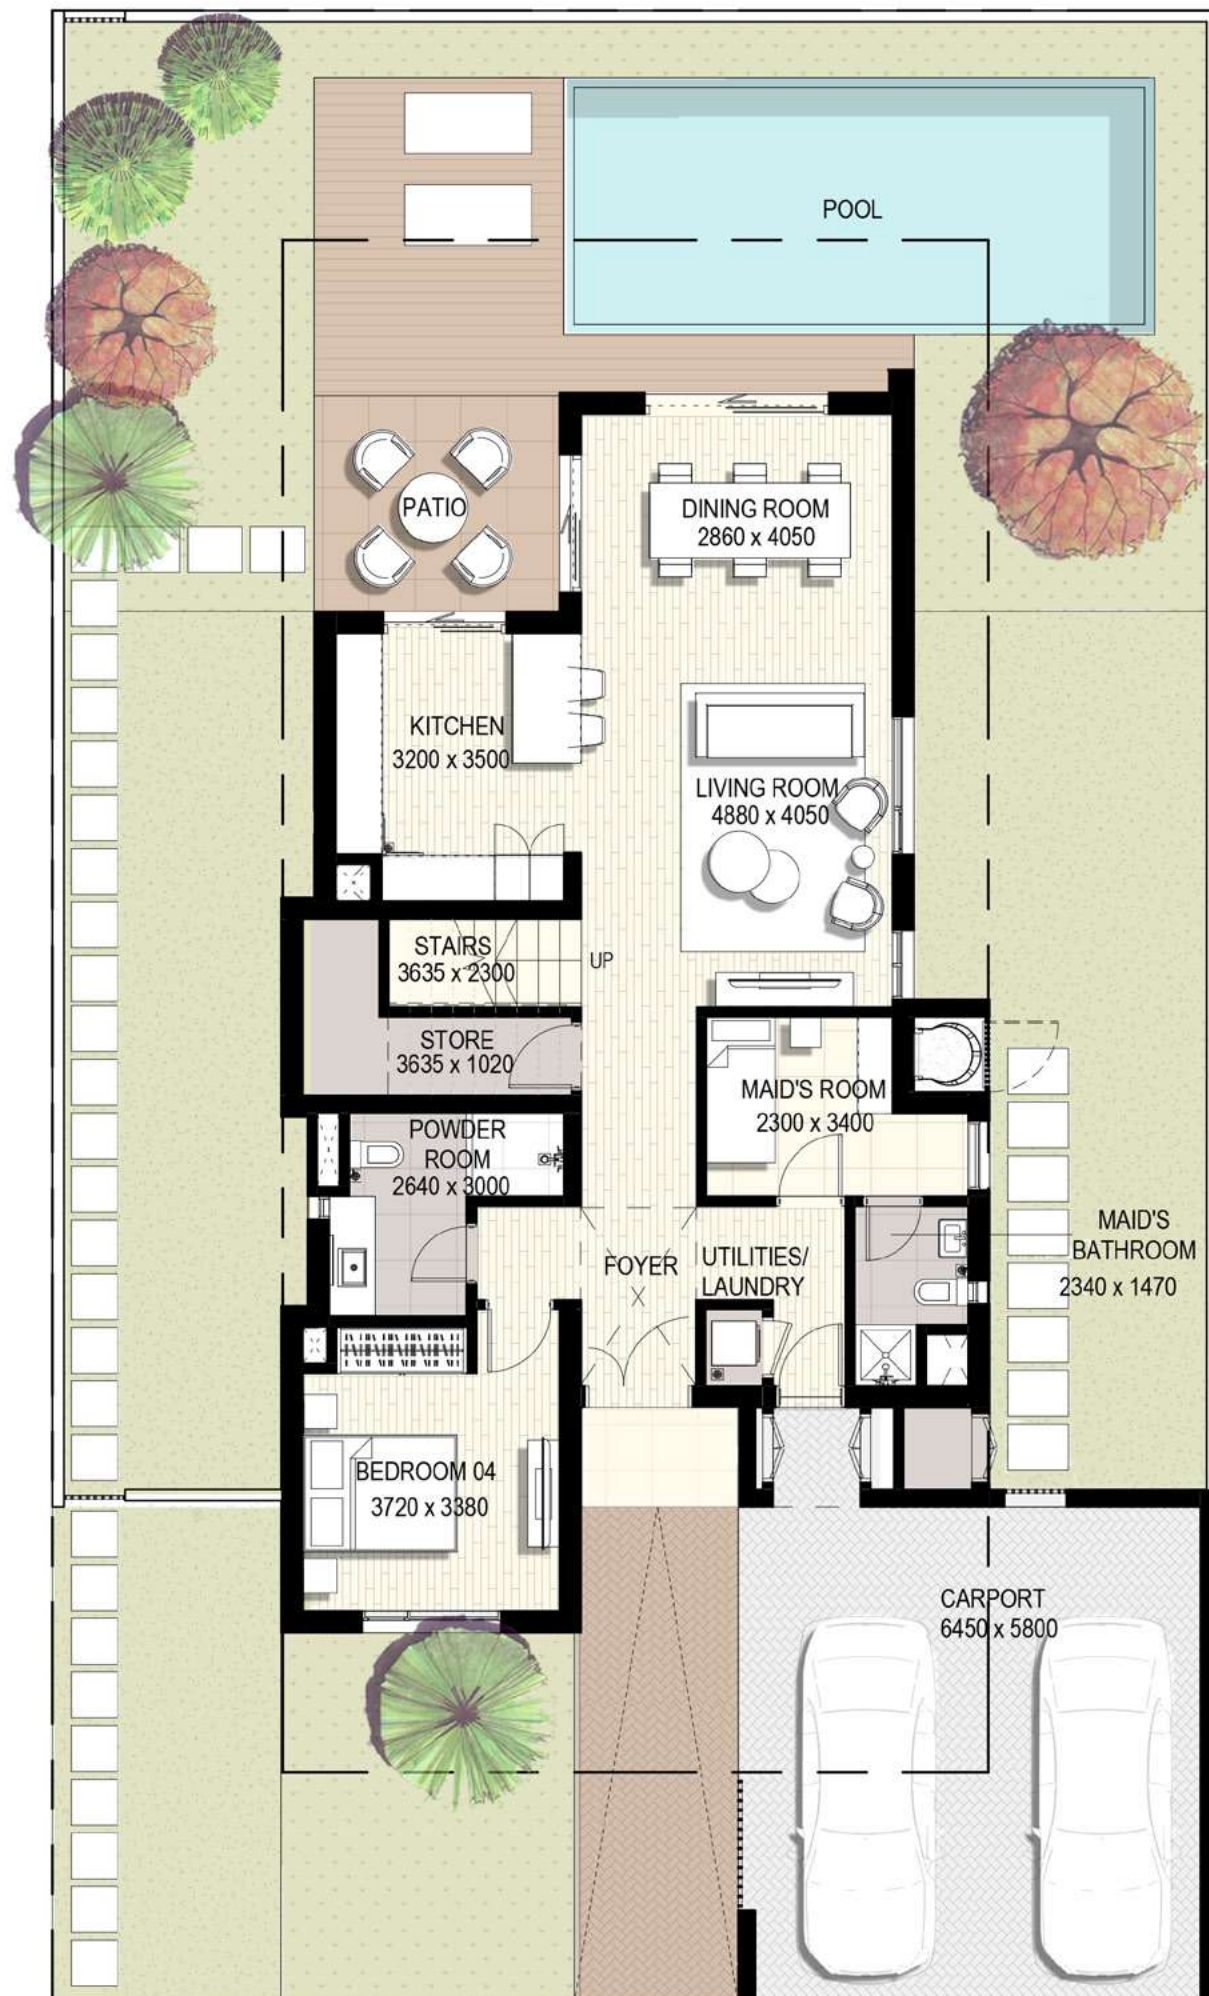 POOL
PATIO
DINING ROOM
2860 x 4050
KITCHEN
3200 x 3500
LIVING ROOM
4880 x 4050
STAIRS
3635 x 2300
UP
STORE
3635 x 1020
MAID'S ROOM
2300 x 3400
POWDER
ROOM
2640 x 3000
MAID'S
BATHROOM
2340 x 1470
FOYER
UTILITIES/
LAUNDRY
BEDROOM 04
3720 x 3380
CARPORT
6450 x 5800